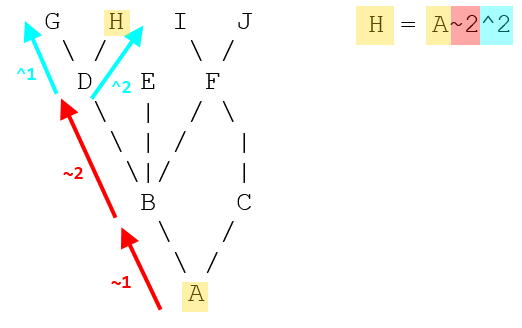 G H I J H = A~2^2
^1 D ^2 E F
~2
B C
~1
A